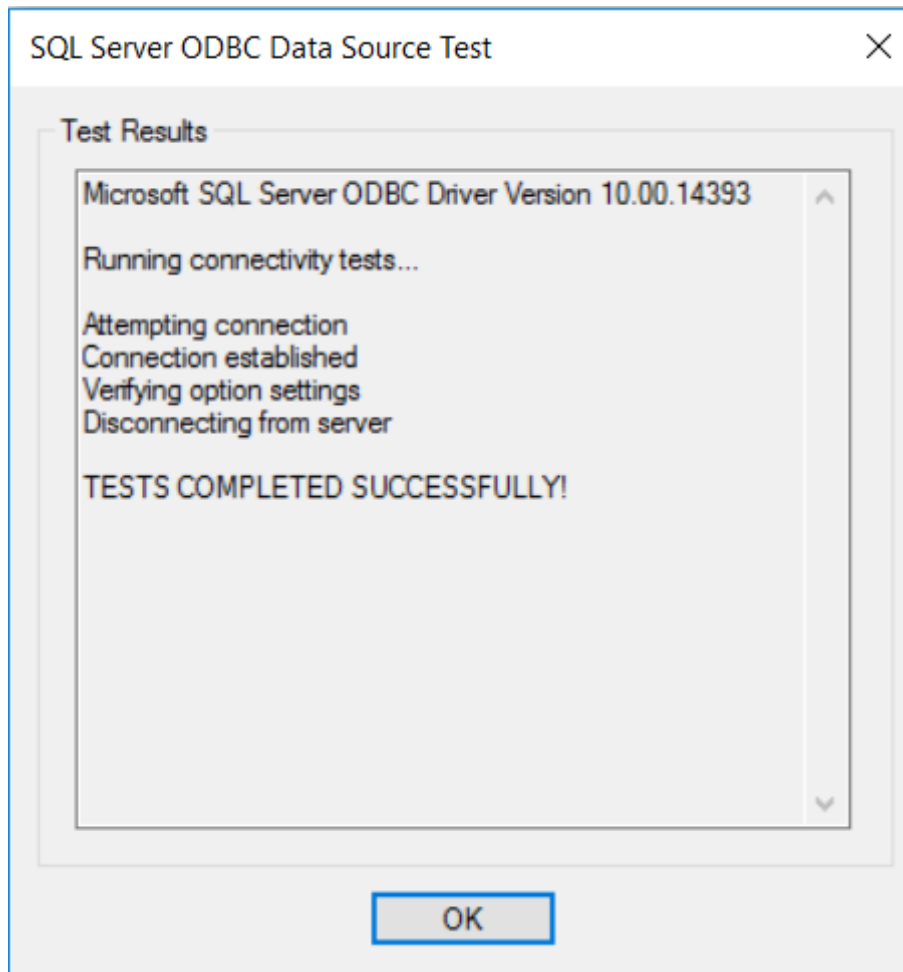 SQL Server ODBC Data Source Test
Test Results
Microsoft SQL Server ODBC Driver Version 10.00.14393
Running connectivity tests...
Attempting connection
Connection established
Verifying option settings
Disconnecting from server
TESTS COMPLETED SUCCESSFULLY!
OK